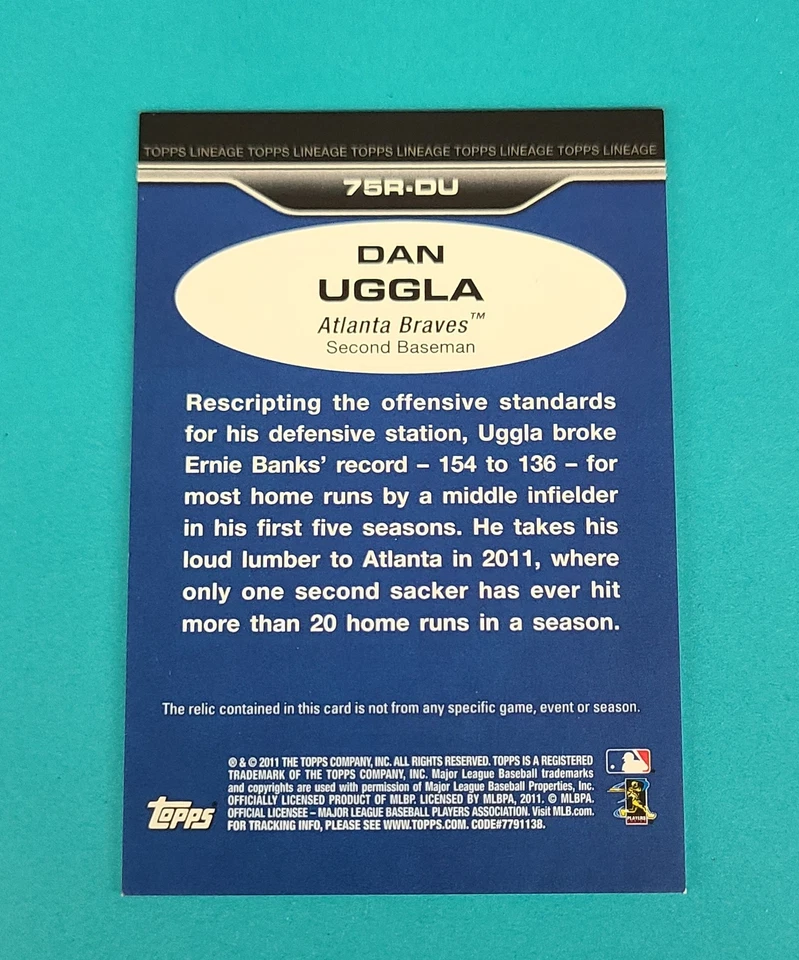 TOPPS LINEAGE TOPPS LINEAGE TOPPS LINEAGE TOPPS LINEAGE TOPPS LINEAGE
75R-DU
DAN
UGGLA
Atlanta Braves™
Second Baseman
Rescripting the offensive standards
for his defensive station, Uggla broke
Ernie Banks' record – 154 to 136 – for
most home runs by a middle infielder
in his first five seasons. He takes his
loud lumber to Atlanta in 2011, where
only one second sacker has ever hit
more than 20 home runs in a season.
The relic contained in this card is not from any specific game, event or season.
® & © 2011 THE TOPPS COMPANY, INC. ALL RIGHTS RESERVED. TOPPS IS A REGISTERED
TRADEMARK OF THE TOPPS COMPANY, INC. Major League Baseball trademarks
and copyrights are used with permission of Major League Baseball Properties, Inc.
OFFICIALLY LICENSED PRODUCT OF MLBP. LICENSED BY MLBPA, 2011. © MLBPA.
OFFICIAL LICENSEE – MAJOR LEAGUE BASEBALL PLAYERS ASSOCIATION. Visit MLB.com.
FOR TRACKING INFO, PLEASE SEE WWW.TOPPS.COM. CODE#7791138.
Topps
PLAYERS